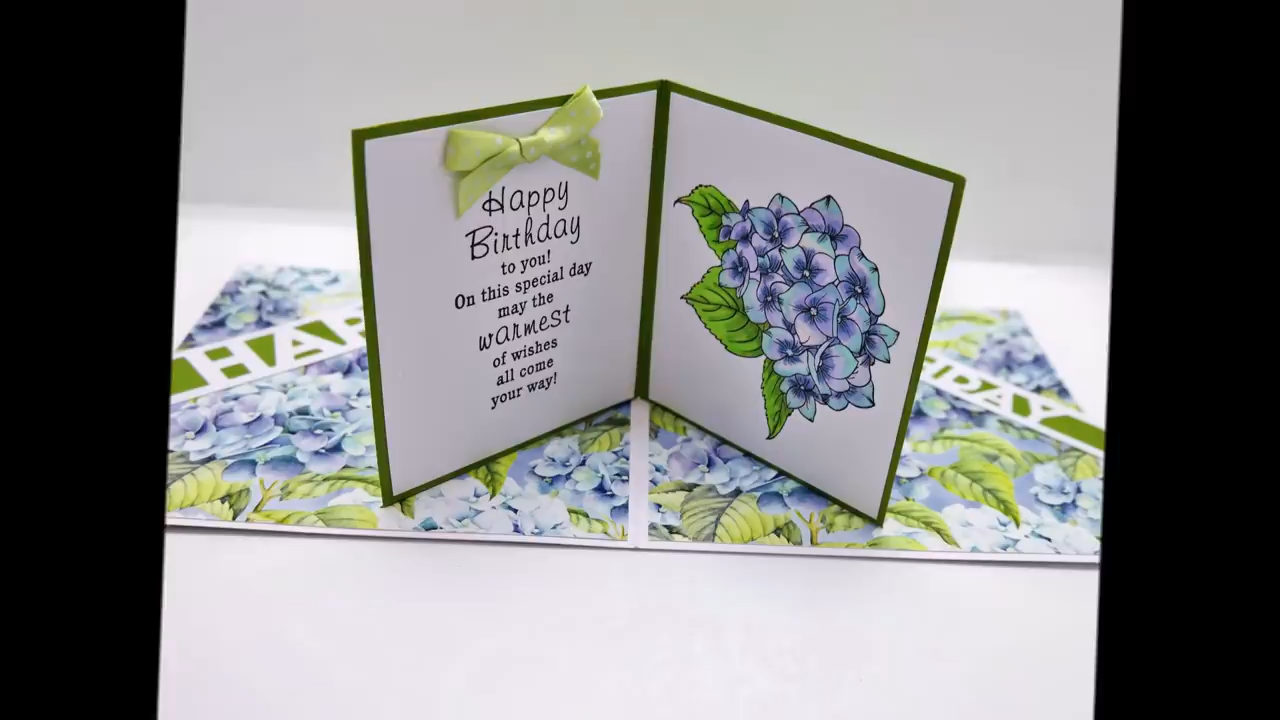 Happy
Birthday
to you!
On this special day
may the
warmest
of wishes
all come
your way!